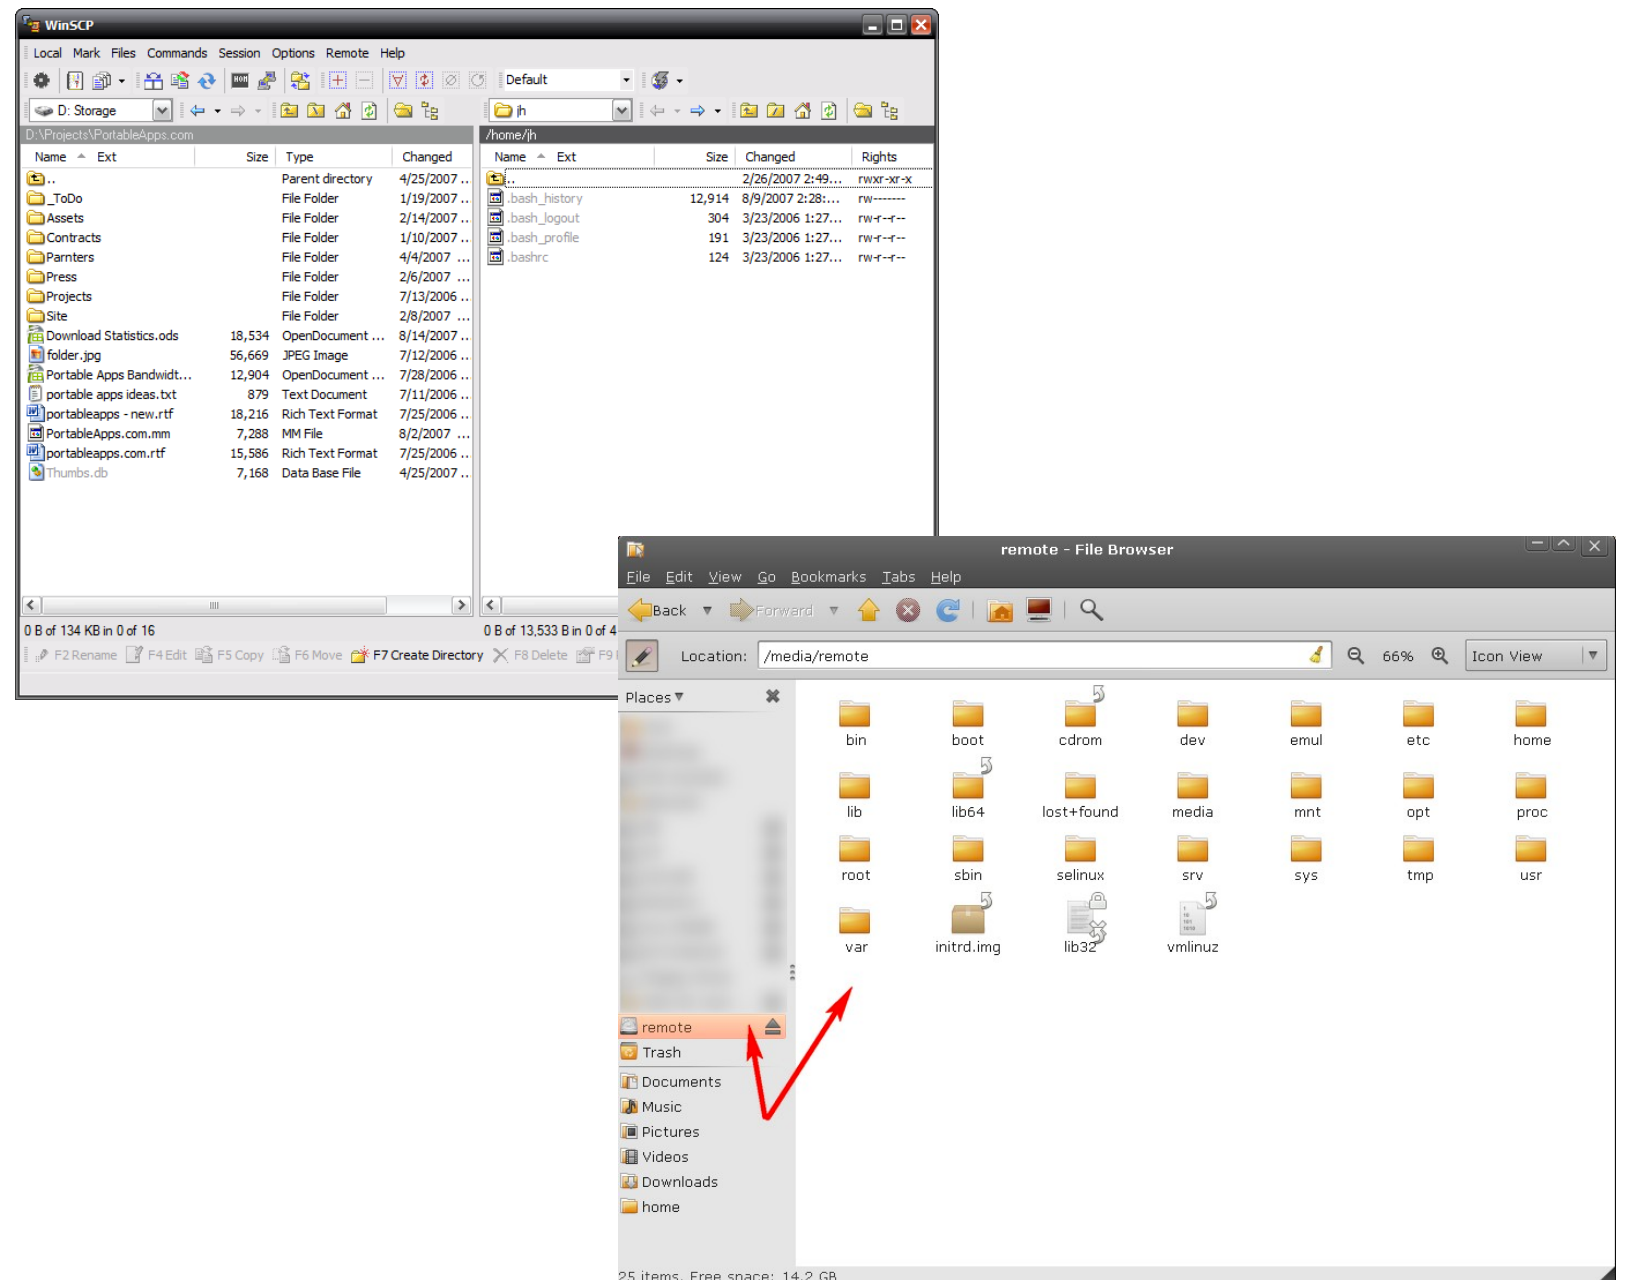 WinSCP
Local Mark Files Commands Session Options Remote Help
Default
D: Storage
jh
D:\Projects\PortableApps.com
/home/jh
Name Ext Size Type Changed
Name Ext Size Changed Rights
.. Parent directory 4/25/2007 ..
_ToDo File Folder 1/19/2007 ..
Assets File Folder 2/14/2007 ..
Contracts File Folder 1/10/2007 ..
Parnters File Folder 4/4/2007 ...
Press File Folder 2/6/2007 ...
Projects File Folder 7/13/2006 ..
Site File Folder 2/8/2007 ...
Download Statistics.ods 18,534 OpenDocument ... 8/14/2007 ..
folder.jpg 56,669 JPEG Image 7/12/2006 ..
Portable Apps Bandwidt... 12,904 OpenDocument ... 7/28/2006 ..
portable apps ideas.txt 879 Text Document 7/11/2006 ..
portableapps - new.rtf 18,216 Rich Text Format 7/25/2006 ..
PortableApps.com.mm 7,288 MM File 8/2/2007 ...
portableapps.com.rtf 15,586 Rich Text Format 7/25/2006 ..
Thumbs.db 7,168 Data Base File 4/25/2007 ..
.. 2/26/2007 2:49... rwxr-xr-x
.bash_history 12,914 8/9/2007 2:28:... rw-------
.bash_logout 304 3/23/2006 1:27... rw-r--r--
.bash_profile 191 3/23/2006 1:27... rw-r--r--
.bashrc 124 3/23/2006 1:27... rw-r--r--
0 B of 134 KB in 0 of 16
0 B of 13,533 B in 0 of 4
F2 Rename F4 Edit F5 Copy F6 Move F7 Create Directory F8 Delete F9
remote - File Browser
File Edit View Go Bookmarks Tabs Help
Back Forward
Location: /media/remote 66% Icon View
Places
bin boot cdrom dev emul etc home
lib lib64 lost+found media mnt opt proc
root sbin selinux srv sys tmp usr
var initrd.img lib32 vmlinuz
remote
Trash
Documents
Music
Pictures
Videos
Downloads
home
25 items, Free space: 14.2 GB